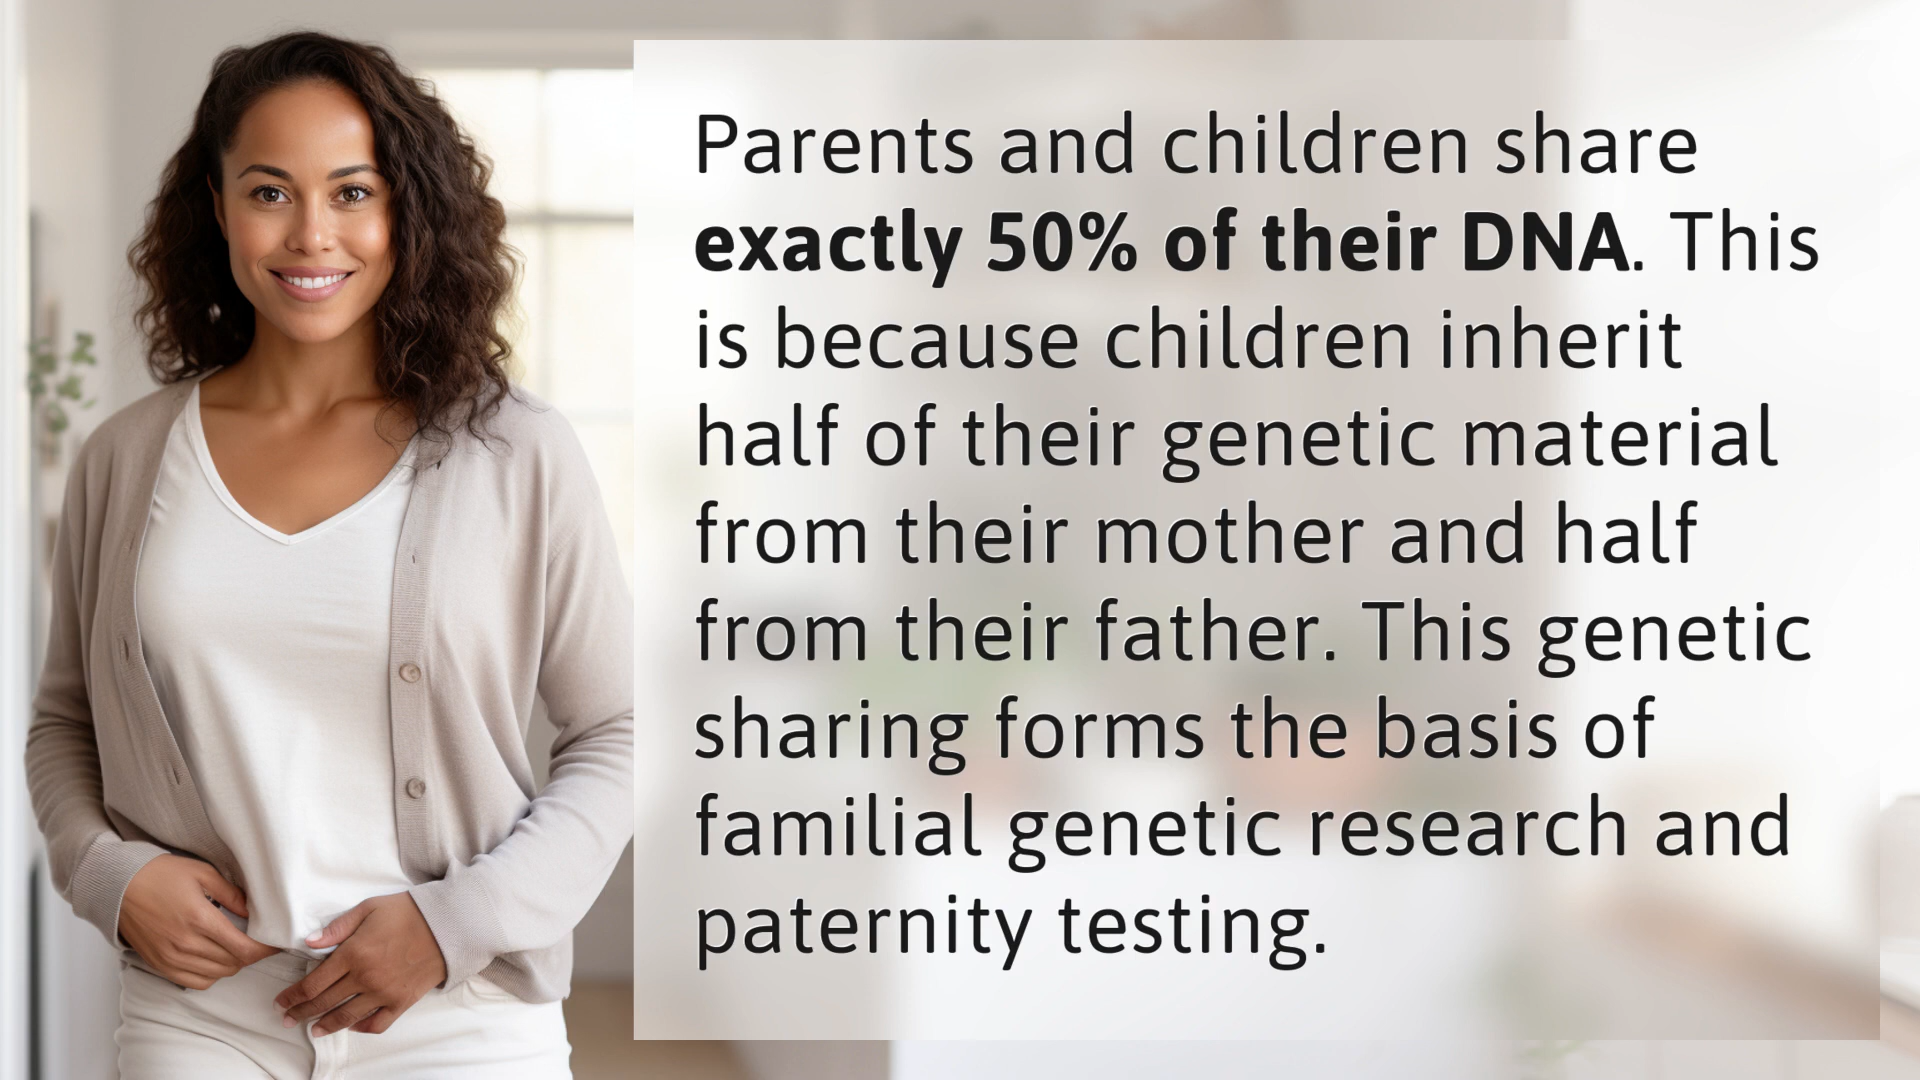 Parents and children share
exactly 50% of their DNA. This
is because children inherit
half of their genetic material
from their mother and half
from their father. This genetic
sharing forms the basis of
familial genetic research and
paternity testing.